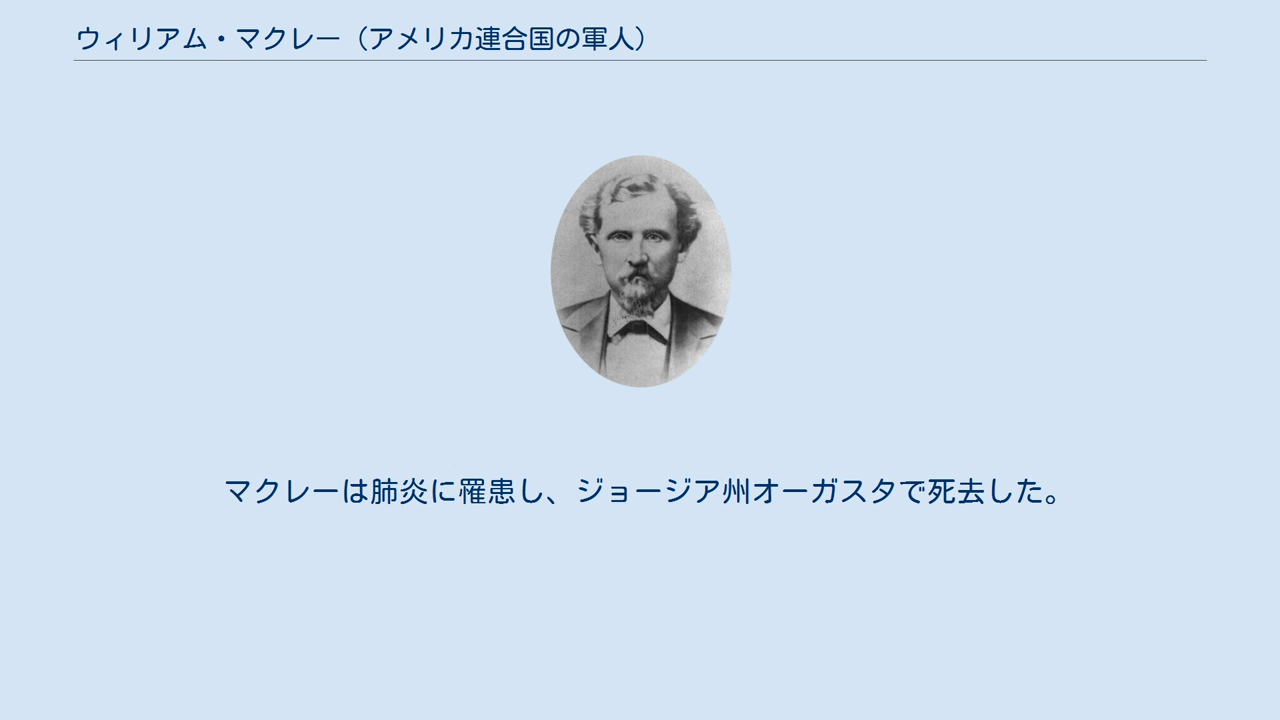 ウィリアム・マクレー（アメリカ連合国の軍人）
マクレーは肺炎に罹患し、ジョージア州オーガスタで死去した。